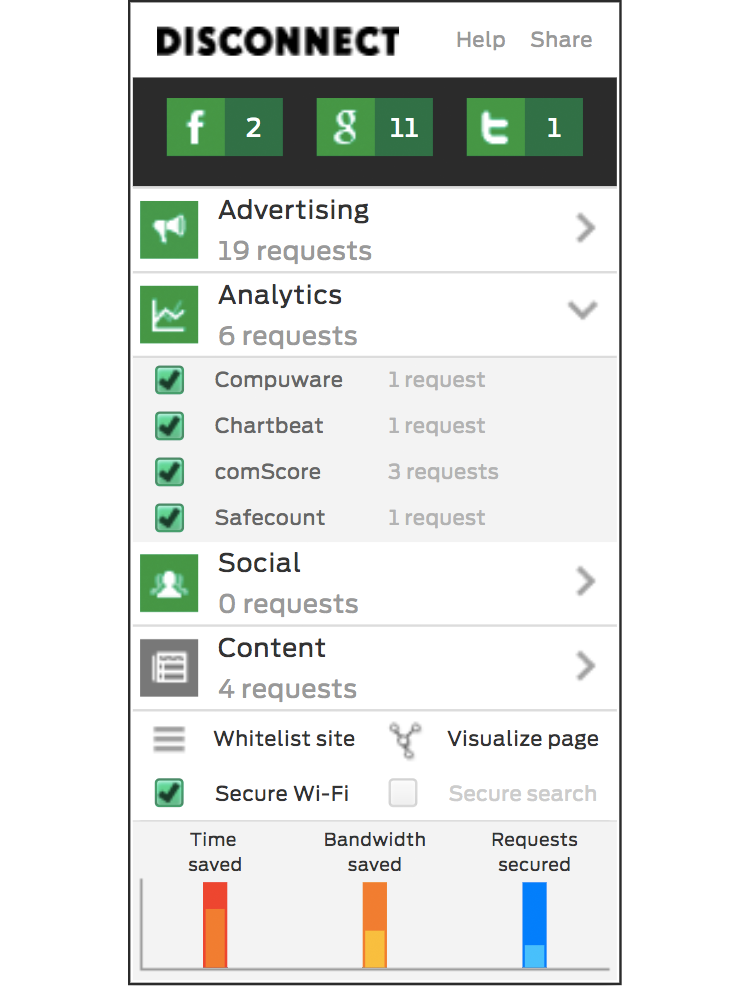 DISCONNECT Help Share
f 2 g 11 t 1
Advertising
19 requests
Analytics
6 requests
Compuware 1 request
Chartbeat 1 request
comScore 3 requests
Safecount 1 request
Social
0 requests
Content
4 requests
Whitelist site Visualize page
Secure Wi-Fi Secure search
Time Bandwidth Requests
saved saved secured